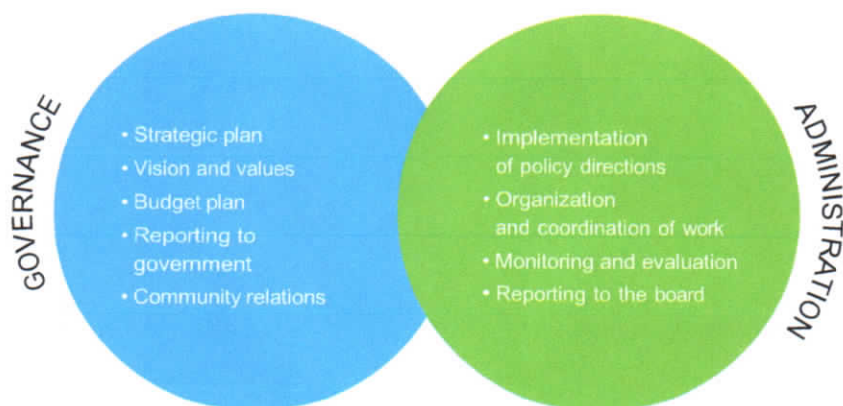 GOVERNANCE
• Strategic plan
• Vision and values
• Budget plan
• Reporting to
government
• Community relations
• Implementation
of policy directions
• Organization
and coordination of work
• Monitoring and evaluation
• Reporting to the board
ADMINISTRATION